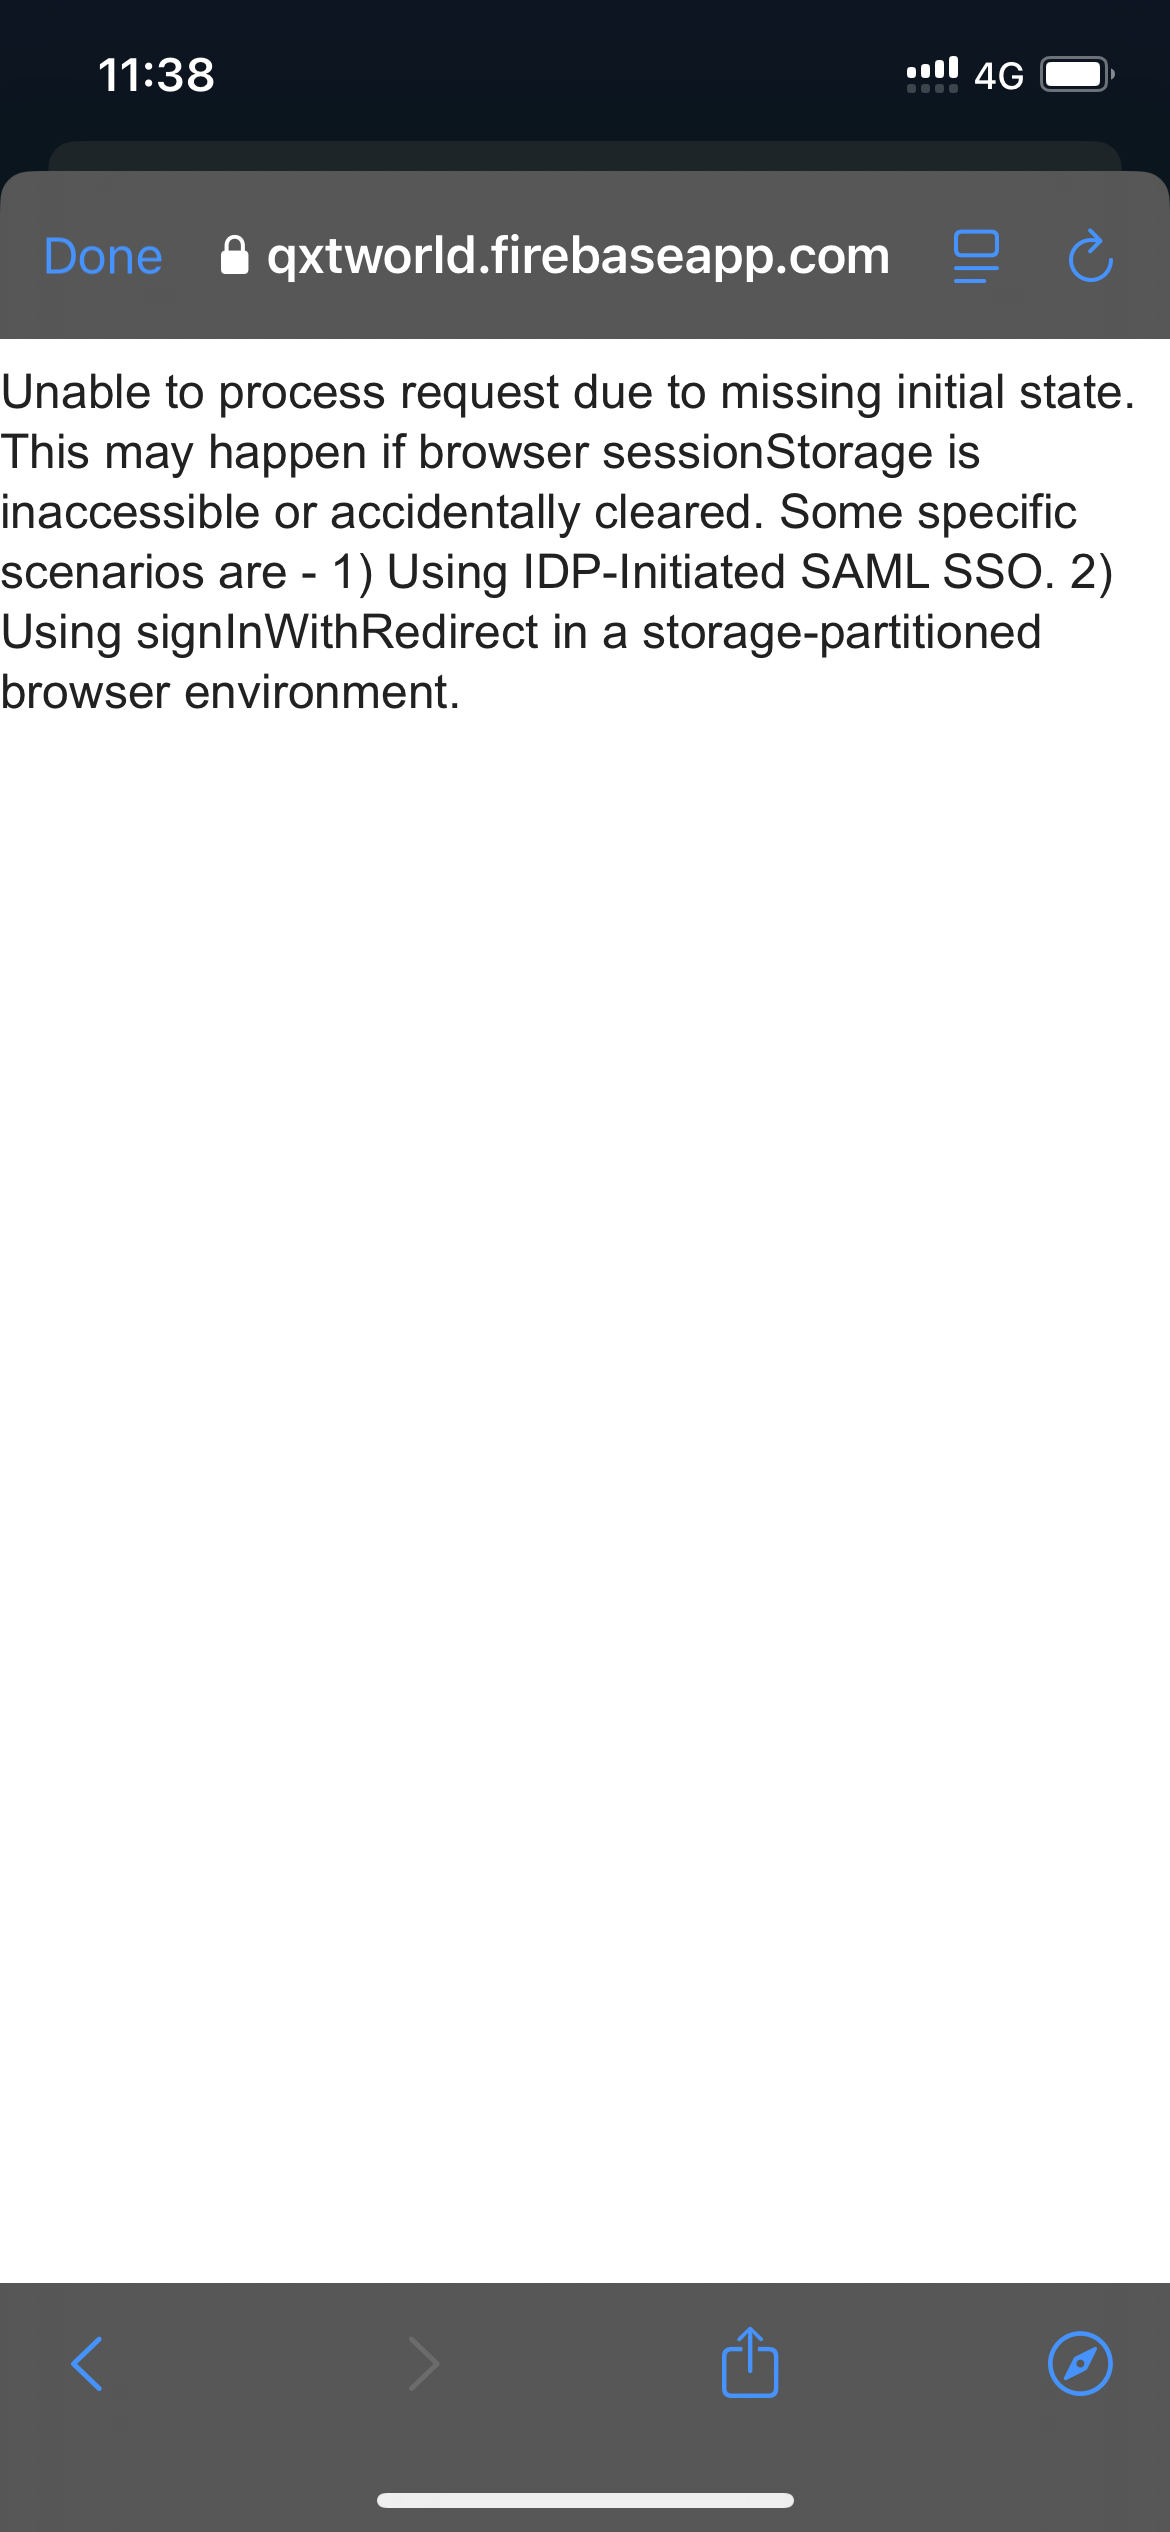 11:38
4G
Done
qxtworld.firebaseapp.com
Unable to process request due to missing initial state.
This may happen if browser sessionStorage is
inaccessible or accidentally cleared. Some specific
scenarios are - 1) Using IDP-Initiated SAML SSO. 2)
Using signInWithRedirect in a storage-partitioned
browser environment.